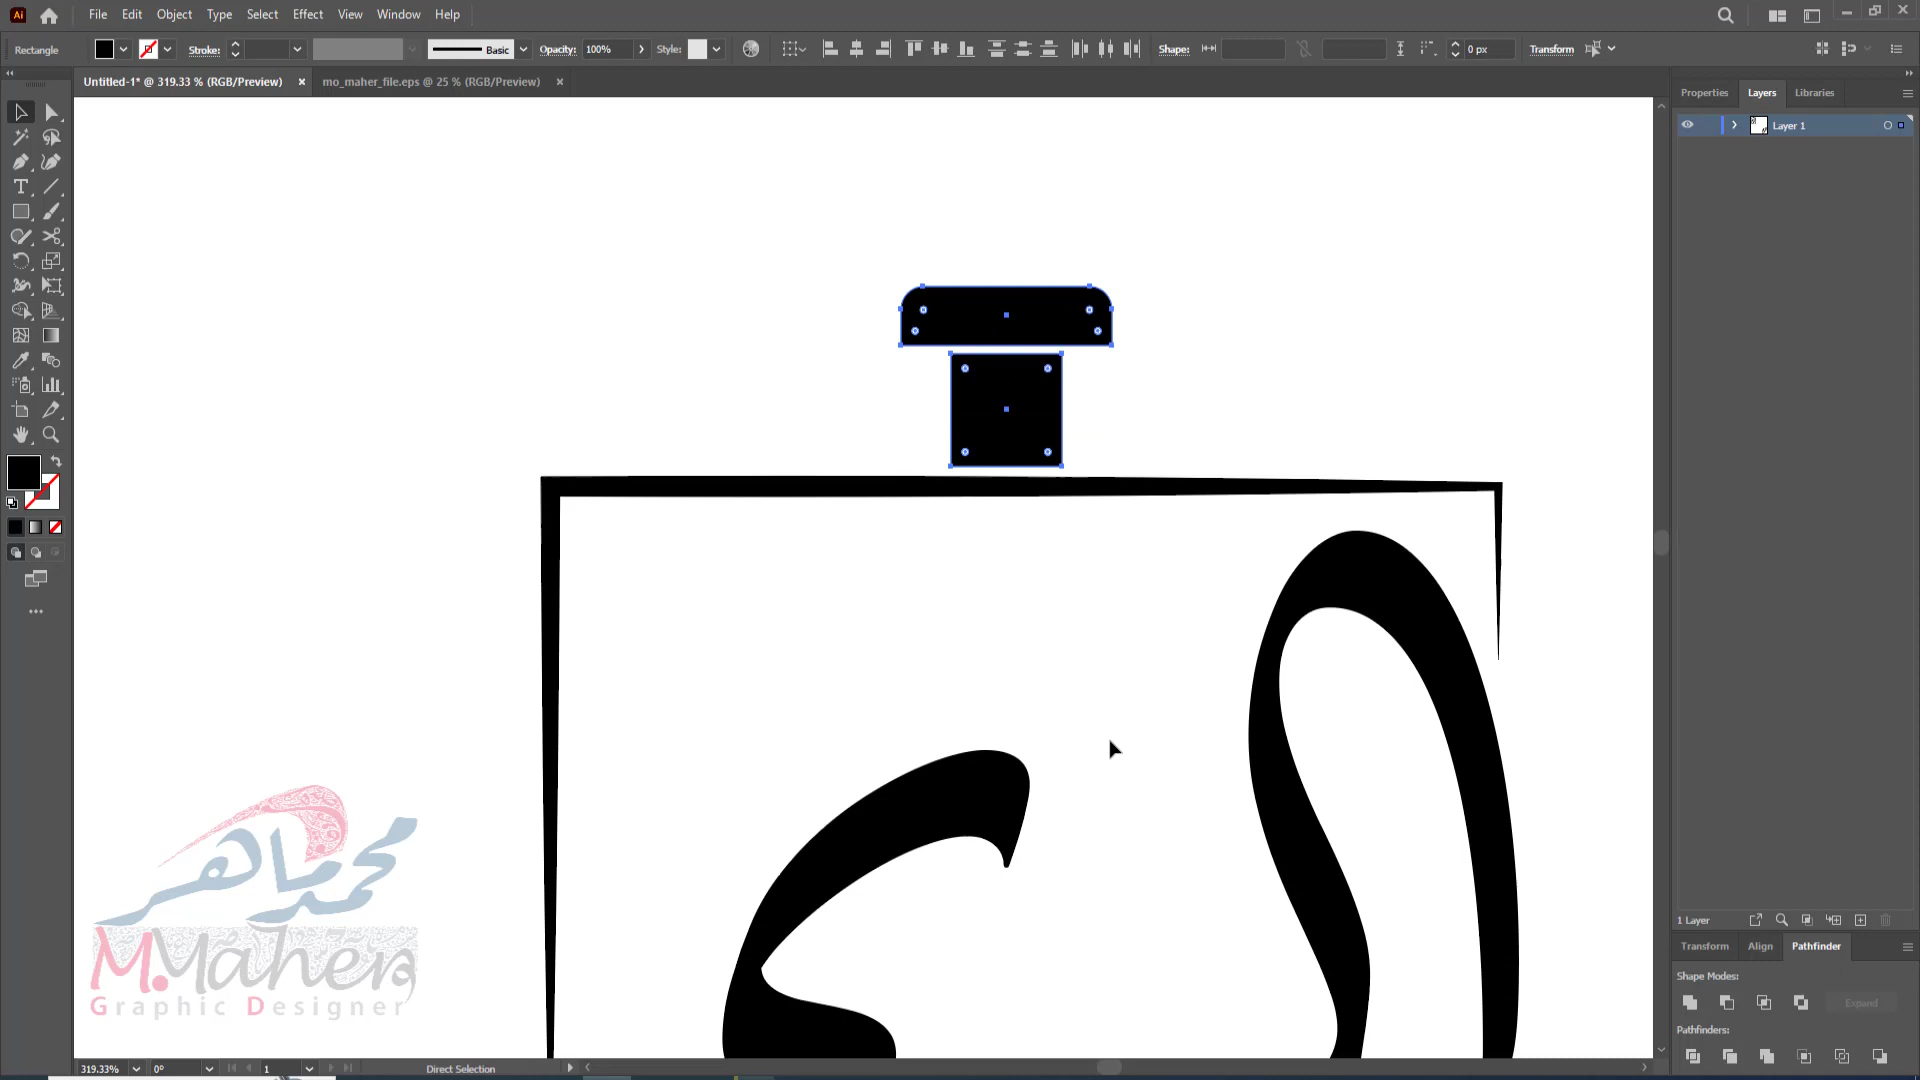 File Edit Object Type Select Effect View Window Help
Rectangle Stroke: Basic Opacity: 100% Style: Shape: 0 px Transform
Untitled-1* @ 319.33 % (RGB/Preview) × mo_maher_file.eps @ 25 % (RGB/Preview) ×
Properties Layers Libraries
Layer 1
محمد ماهر
M.Maher
Graphic Designer
1 Layer
Transform Align Pathfinder
Shape Modes:
Expand
Pathfinders:
319.33% 0° 1 Direct Selection